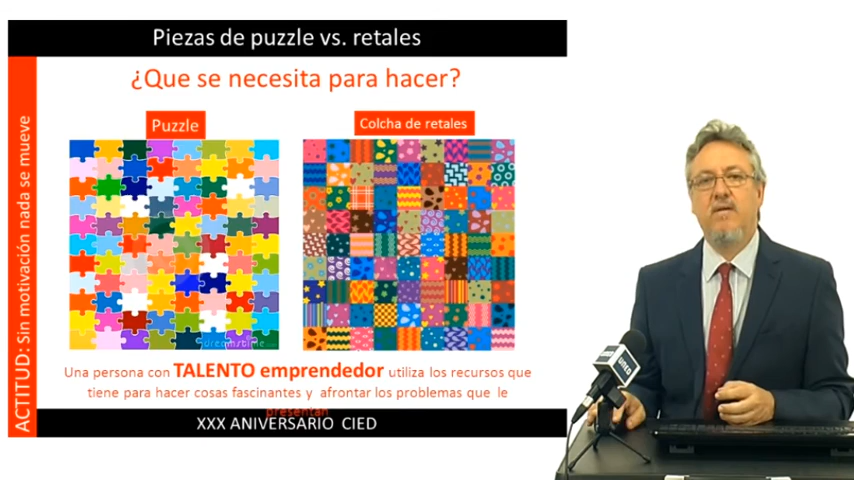 Piezas de puzzle vs. retales
¿Que se necesita para hacer?
Puzzle
Colcha de retales
ACTITUD: Sin motivación nada se mueve
dreamstime
Una persona con TALENTO emprendedor utiliza los recursos que
tiene para hacer cosas fascinantes y afrontar los problemas que le
presentan
XXX ANIVERSARIO CIED
UNED